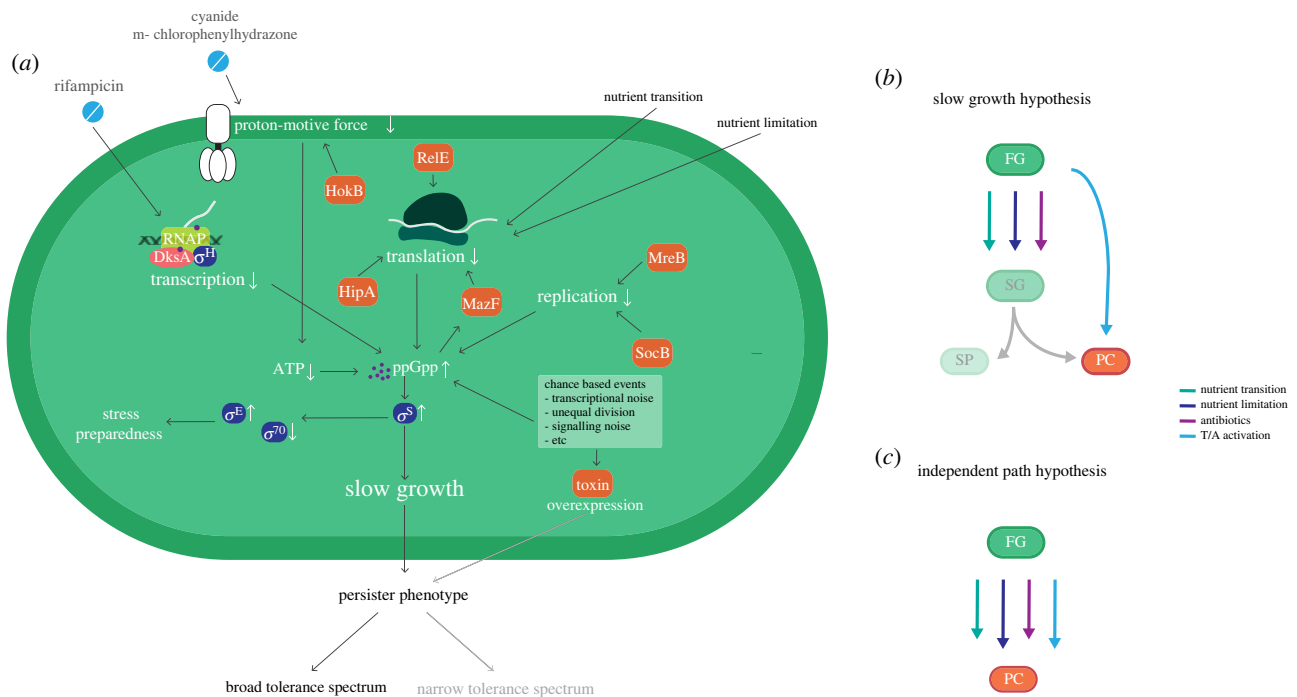 (a)
cyanide
m- chlorophenylhydrazone
rifampicin
proton-motive force ↓
nutrient transition
nutrient limitation
RelE
HokB
RNAP
DksA
σH
transcription ↓
translation ↓
HipA
MazF
MreB
replication ↓
SocB
ATP ↓
ppGpp ↑
chance based events
- transcriptional noise
- unequal division
- signalling noise
- etc
stress
preparedness
σE ↑
σ70 ↓
σS ↑
slow growth
toxin
overexpression
persister phenotype
broad tolerance spectrum
narrow tolerance spectrum
(b)
slow growth hypothesis
FG
SG
SP
PC
nutrient transition
nutrient limitation
antibiotics
T/A activation
(c)
independent path hypothesis
FG
PC